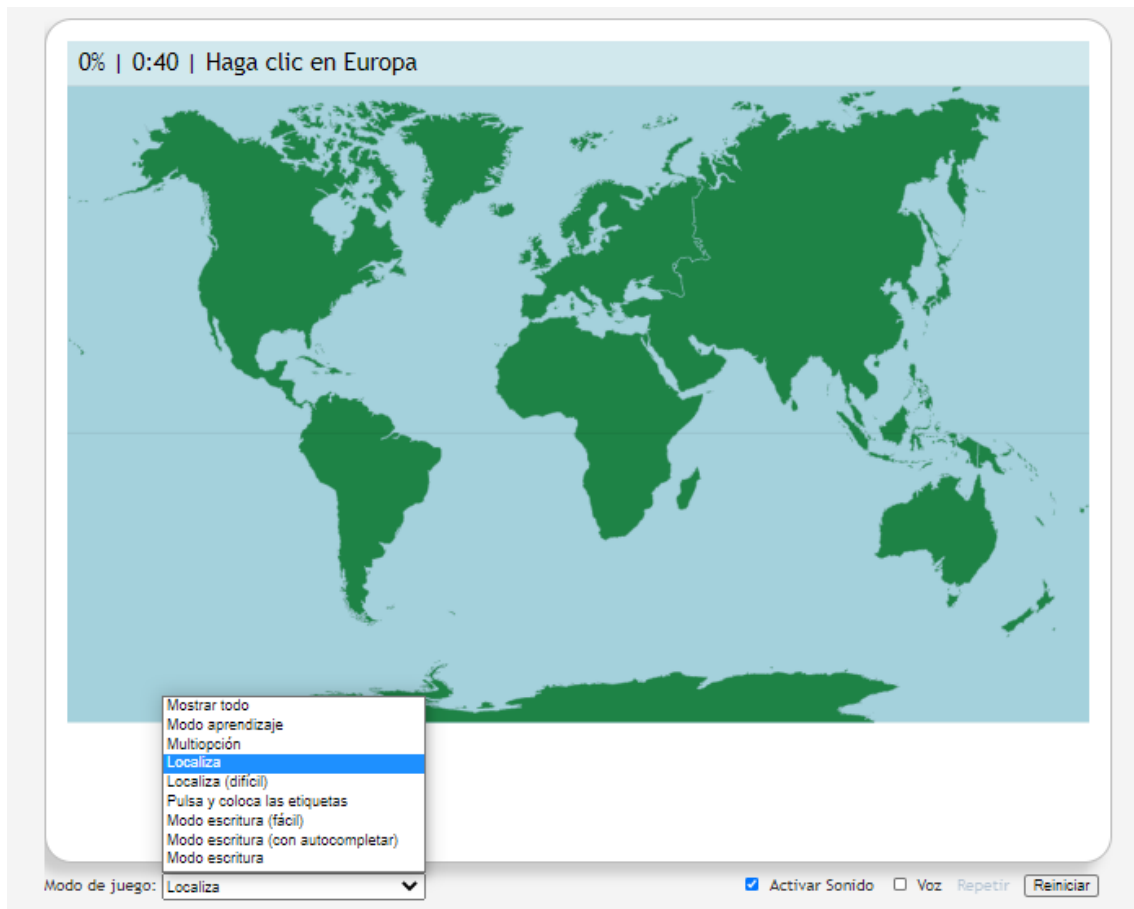 0% | 0:40 | Haga clic en Europa
Mostrar todo
Modo aprendizaje
Multiopción
Localiza
Localiza (difícil)
Pulsa y coloca las etiquetas
Modo escritura (fácil)
Modo escritura (con autocompletar)
Modo escritura
Modo de juego: Localiza Activar Sonido Voz Repetir Reiniciar